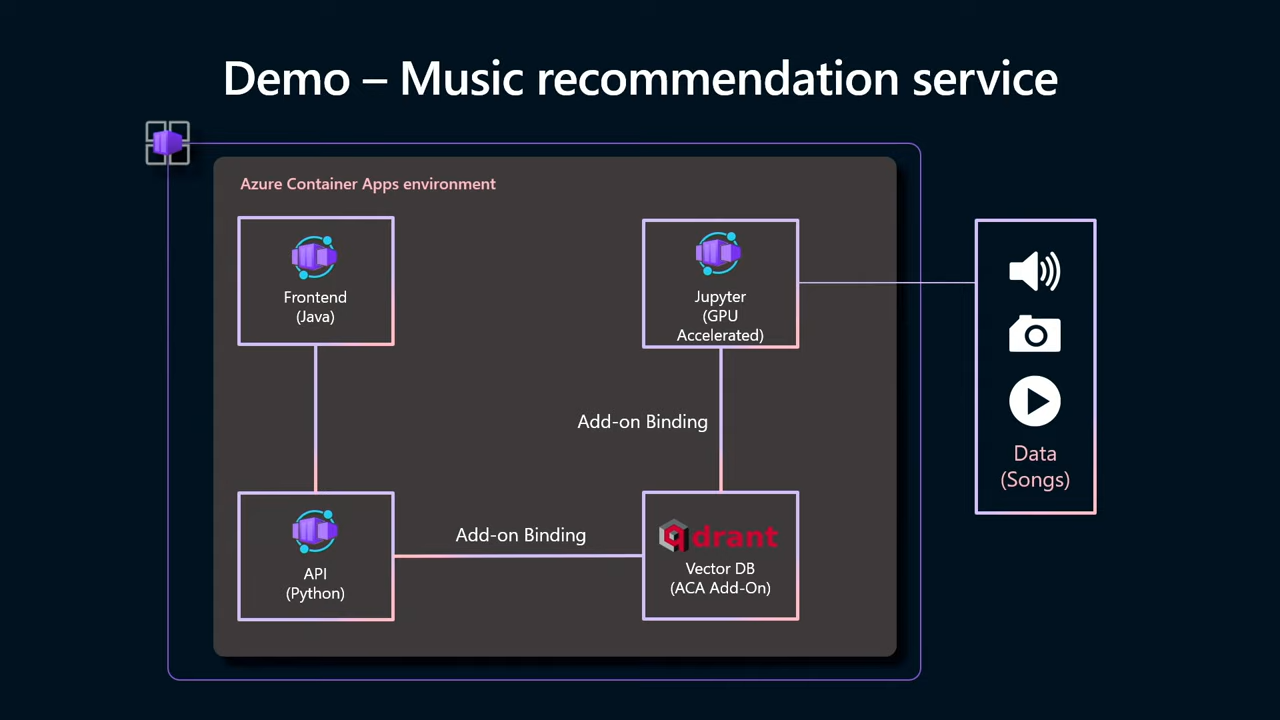 Demo – Music recommendation service
Azure Container Apps environment
Frontend
(Java)
Jupyter
(GPU
Accelerated)
Add-on Binding
Data
(Songs)
API
(Python)
Add-on Binding
qdrant
Vector DB
(ACA Add-On)